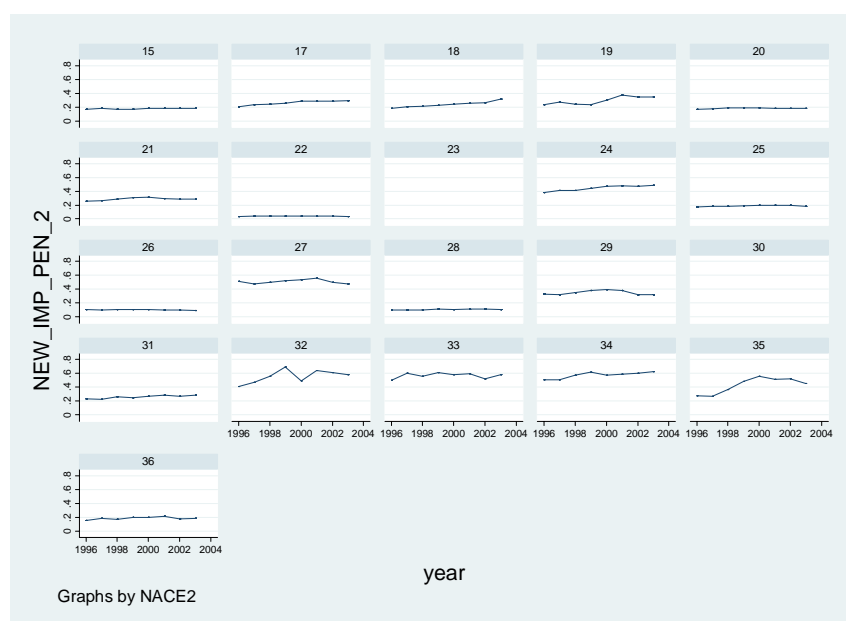 15 17 18 19 20
0 .2 .4 .6 .8
21 22 23 24 25
0 .2 .4 .6 .8
26 27 28 29 30
0 .2 .4 .6 .8
31 32 33 34 35
0 .2 .4 .6 .8
1996 1998 2000 2002 2004 1996 1998 2000 2002 2004 1996 1998 2000 2002 2004 1996 1998 2000 2002 2004
36
0 .2 .4 .6 .8
1996 1998 2000 2002 2004
NEW_IMP_PEN_2
year
Graphs by NACE2